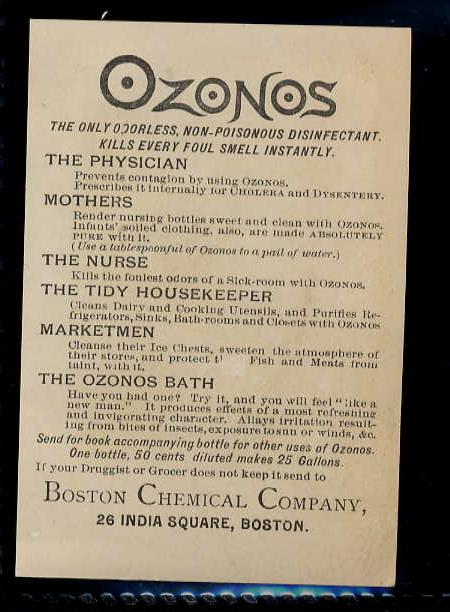 OZONOS
THE ONLY ODORLESS, NON-POISONOUS DISINFECTANT.
KILLS EVERY FOUL SMELL INSTANTLY.
THE PHYSICIAN
Prevents contagion by using OZONOS.
Prescribes it internally for CHOLERA and DYSENTERY.
MOTHERS
Render nursing bottles sweet and clean with OZONOS.
Infants' soiled clothing, also, are made ABSOLUTELY
PURE with it.
(Use a tablespoonful of Ozonos to a pail of water.)
THE NURSE
Kills the foulest odors of a Sick-room with OZONOS.
THE TIDY HOUSEKEEPER
Cleans Dairy and Cooking Utensils, and Purifies Re-
frigerators, Sinks, Bath-rooms and Closets with OZONOS
MARKETMEN
Cleanse their Ice Chests, sweeten the atmosphere of
their stores, and protect t Fish and Meats from
taint, with it.
THE OZONOS BATH
Have you had one? Try it, and you will feel "like a
new man." It produces effects of a most refreshing
and invigorating character. Allays irritation result-
ing from bites of insects, exposure to sun or winds, &c.
Send for book accompanying bottle for other uses of Ozonos.
One bottle, 50 cents diluted makes 25 Gallons.
If your Druggist or Grocer does not keep it send to
BOSTON CHEMICAL COMPANY,
26 INDIA SQUARE, BOSTON.